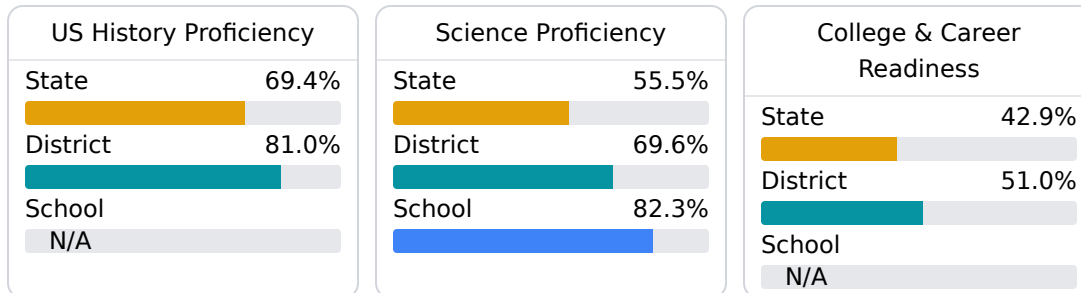 US History Proficiency
State 69.4%
District 81.0%
School
N/A
Science Proficiency
State 55.5%
District 69.6%
School 82.3%
College & Career
Readiness
State 42.9%
District 51.0%
School
N/A